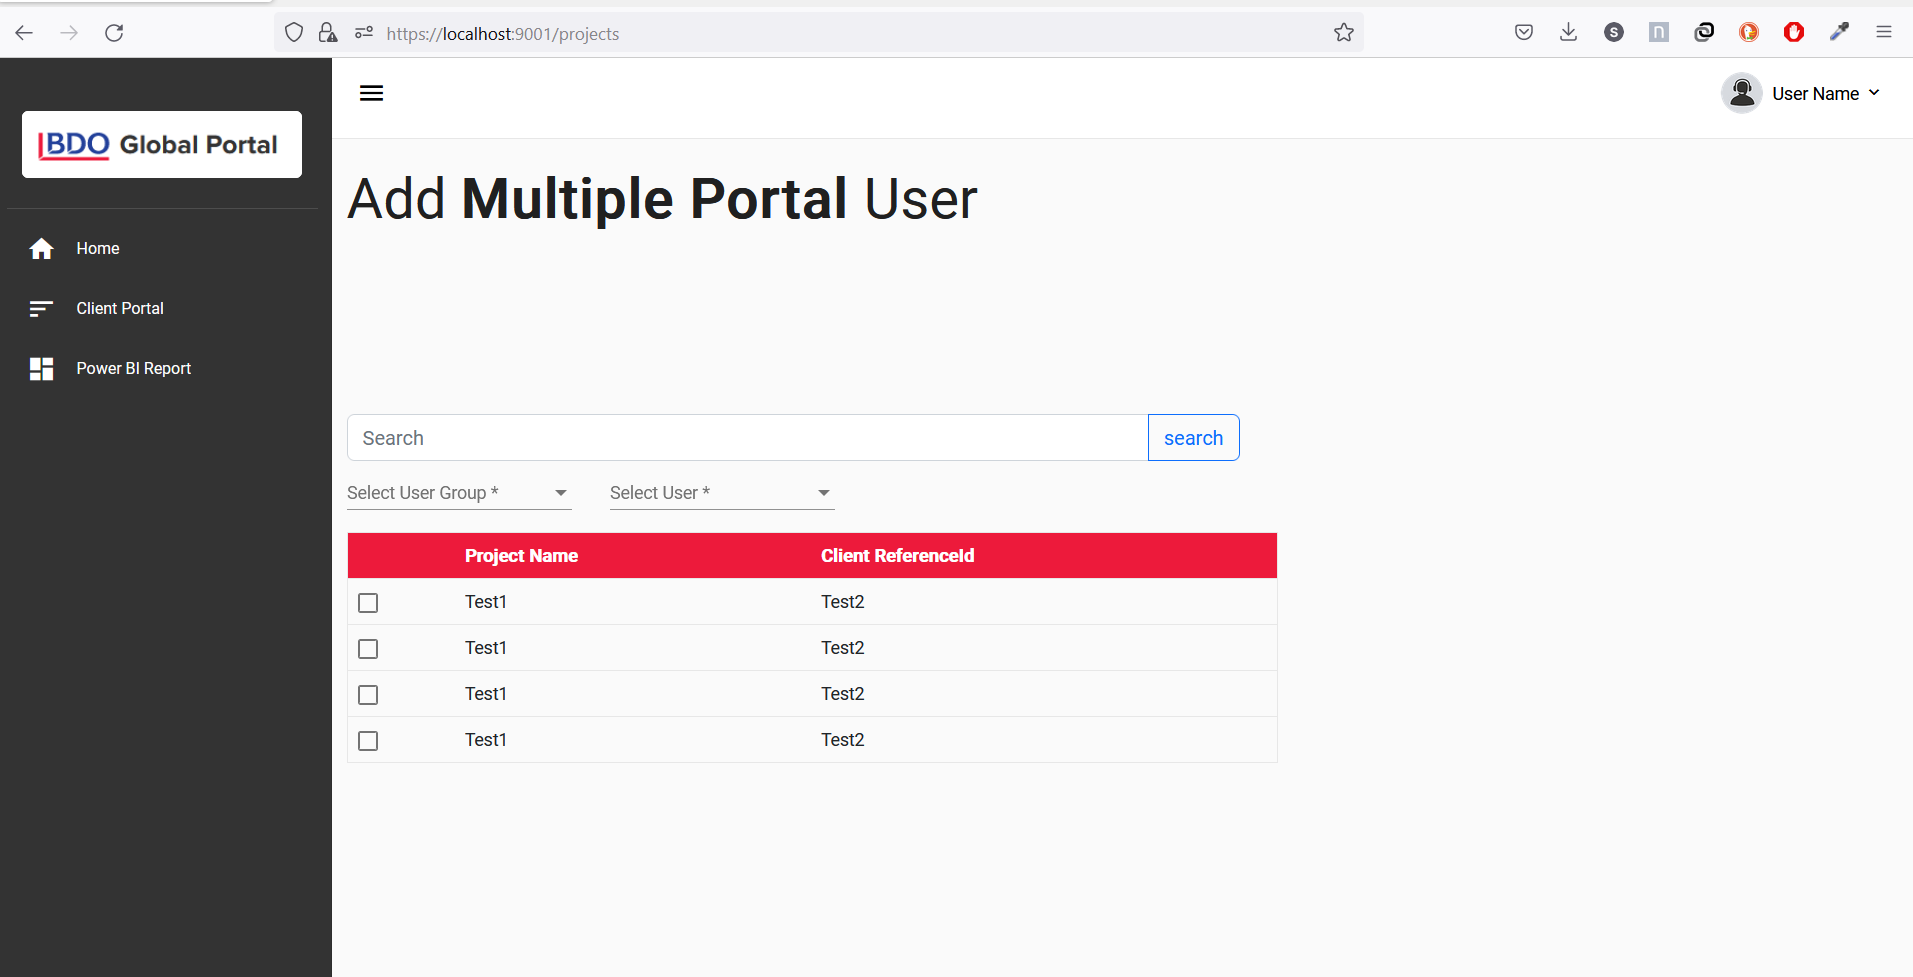 https://localhost:9001/projects
S
n
BDO Global Portal
User Name
Home
Client Portal
Power BI Report
Add Multiple Portal User
Search
search
Select User Group *
Select User *
Project Name Client ReferenceId
Test1 Test2
Test1 Test2
Test1 Test2
Test1 Test2